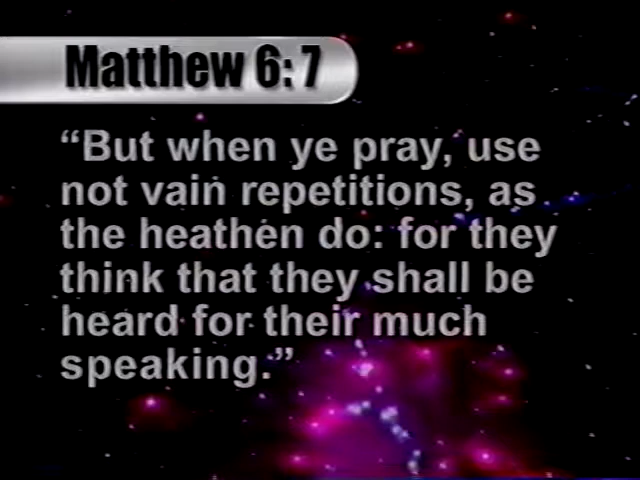 Matthew 6:7
“But when ye pray, use
not vain repetitions, as
the heathen do: for they
think that they shall be
heard for their much
speaking.”